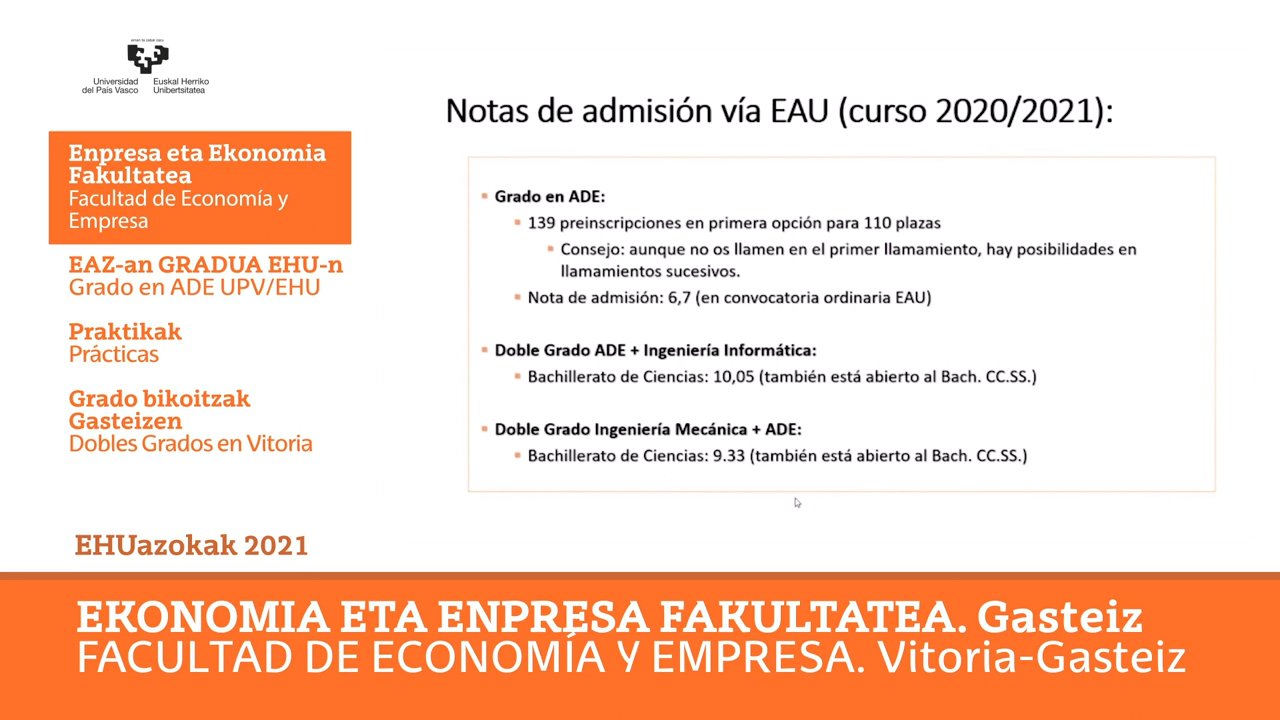 eman ta zabal zazu
Universidad
del País Vasco
Euskal Herriko
Unibertsitatea
Enpresa eta Ekonomia
Fakultatea
Facultad de Economía y
Empresa
EAZ-an GRADUA EHU-n
Grado en ADE UPV/EHU
Praktikak
Prácticas
Grado bikoitzak
Gasteizen
Dobles Grados en Vitoria
EHUazokak 2021
Notas de admisión vía EAU (curso 2020/2021):
Grado en ADE:
139 preinscripciones en primera opción para 110 plazas
Consejo: aunque no os llamen en el primer llamamiento, hay posibilidades en
llamamientos sucesivos.
Nota de admisión: 6,7 (en convocatoria ordinaria EAU)
Doble Grado ADE + Ingeniería Informática:
Bachillerato de Ciencias: 10,05 (también está abierto al Bach. CC.SS.)
Doble Grado Ingeniería Mecánica + ADE:
Bachillerato de Ciencias: 9.33 (también está abierto al Bach. CC.SS.)
EKONOMIA ETA ENPRESA FAKULTATEA. Gasteiz
FACULTAD DE ECONOMÍA Y EMPRESA. Vitoria-Gasteiz